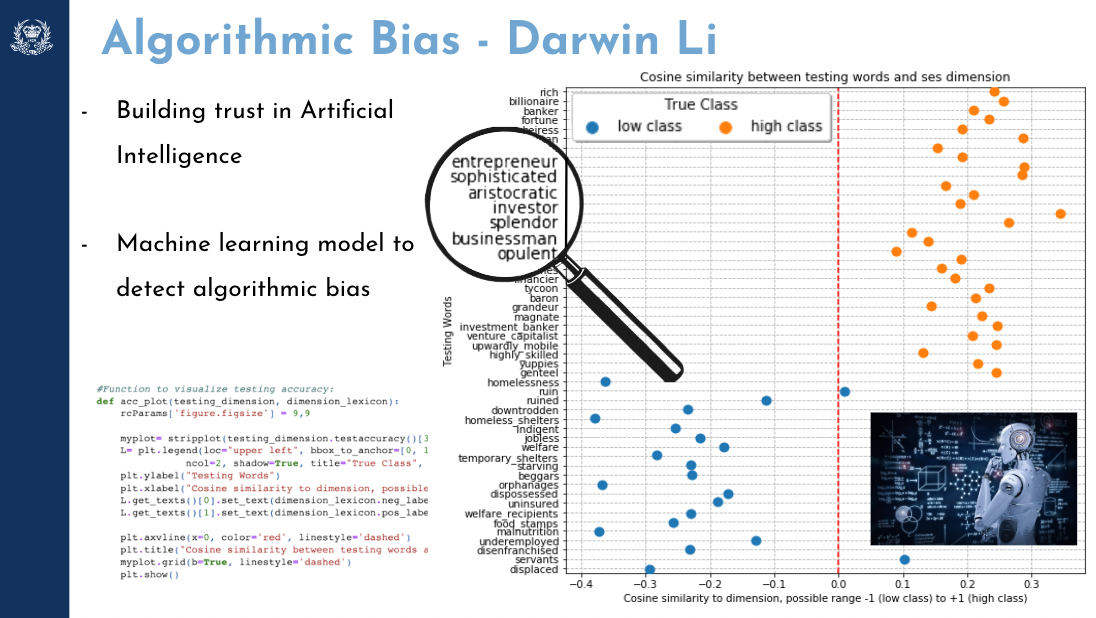 Algorithmic Bias - Darwin Li
- Building trust in Artificial
Intelligence
- Machine learning model to
detect algorithmic bias
#Function to visualize testing accuracy:
def acc_plot(testing_dimension, dimension_lexicon):
rcParams['figure.figsize'] = 9,9
myplot= stripplot(testing_dimension.testaccuracy()[3
L= plt.legend(loc="upper left", bbox_to_anchor=[0, 1
ncol=2, shadow=True, title="True Class",
plt.ylabel("Testing Words")
plt.xlabel("Cosine similarity to dimension, possible
L.get_texts()[0].set_text(dimension_lexicon.neg_labe
L.get_texts()[1].set_text(dimension_lexicon.pos_labe
plt.axvline(x=0, color='red', linestyle='dashed')
plt.title("Cosine similarity between testing words a
myplot.grid(b=True, linestyle='dashed')
plt.show()
Cosine similarity between testing words and ses dimension
True Class
low class
high class
Testing Words
rich
billionaire
banker
fortune
heiress
entrepreneur
sophisticated
aristocratic
investor
splendor
businessman
opulent
financier
tycoon
baron
grandeur
magnate
investment_banker
venture_capitalist
upwardly_mobile
highly_skilled
yuppies
genteel
homelessness
ruin
ruined
downtrodden
homeless_shelters
indigent
jobless
welfare
temporary_shelters
starving
beggars
orphanages
dispossessed
uninsured
welfare_recipients
food_stamps
malnutrition
underemployed
disenfranchised
servants
displaced
−0.4 −0.3 −0.2 −0.1 0.0 0.1 0.2 0.3
Cosine similarity to dimension, possible range -1 (low class) to +1 (high class)